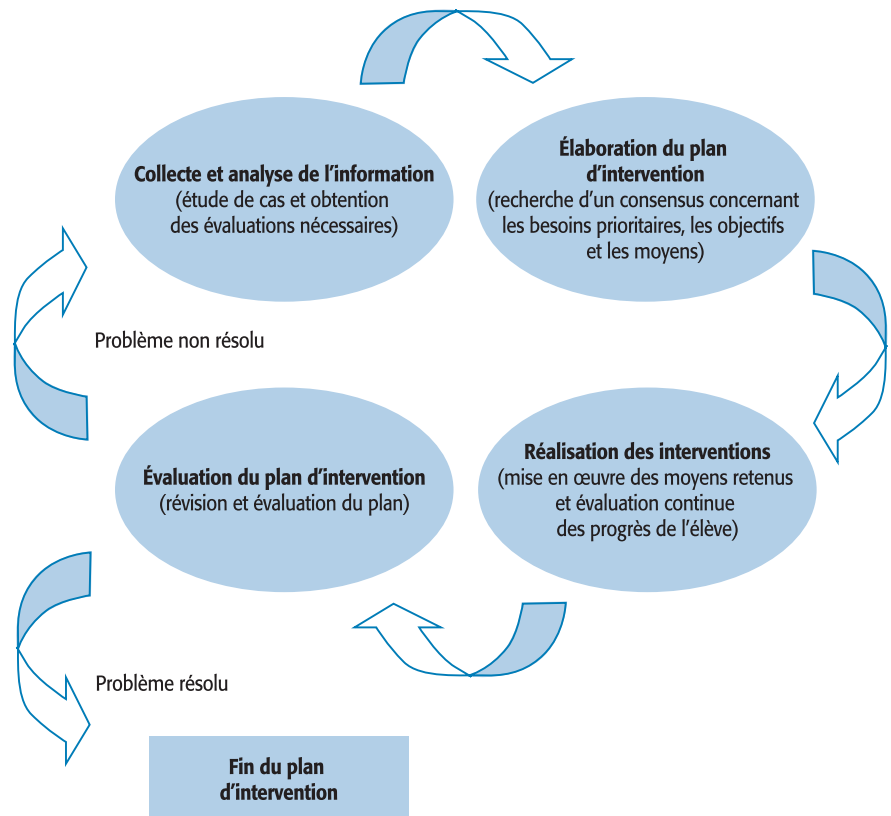 Collecte et analyse de l'information
(étude de cas et obtention
des évaluations nécessaires)
Élaboration du plan
d'intervention
(recherche d'un consensus concernant
les besoins prioritaires, les objectifs
et les moyens)
Problème non résolu
Évaluation du plan d'intervention
(révision et évaluation du plan)
Réalisation des interventions
(mise en œuvre des moyens retenus
et évaluation continue
des progrès de l'élève)
Problème résolu
Fin du plan
d'intervention